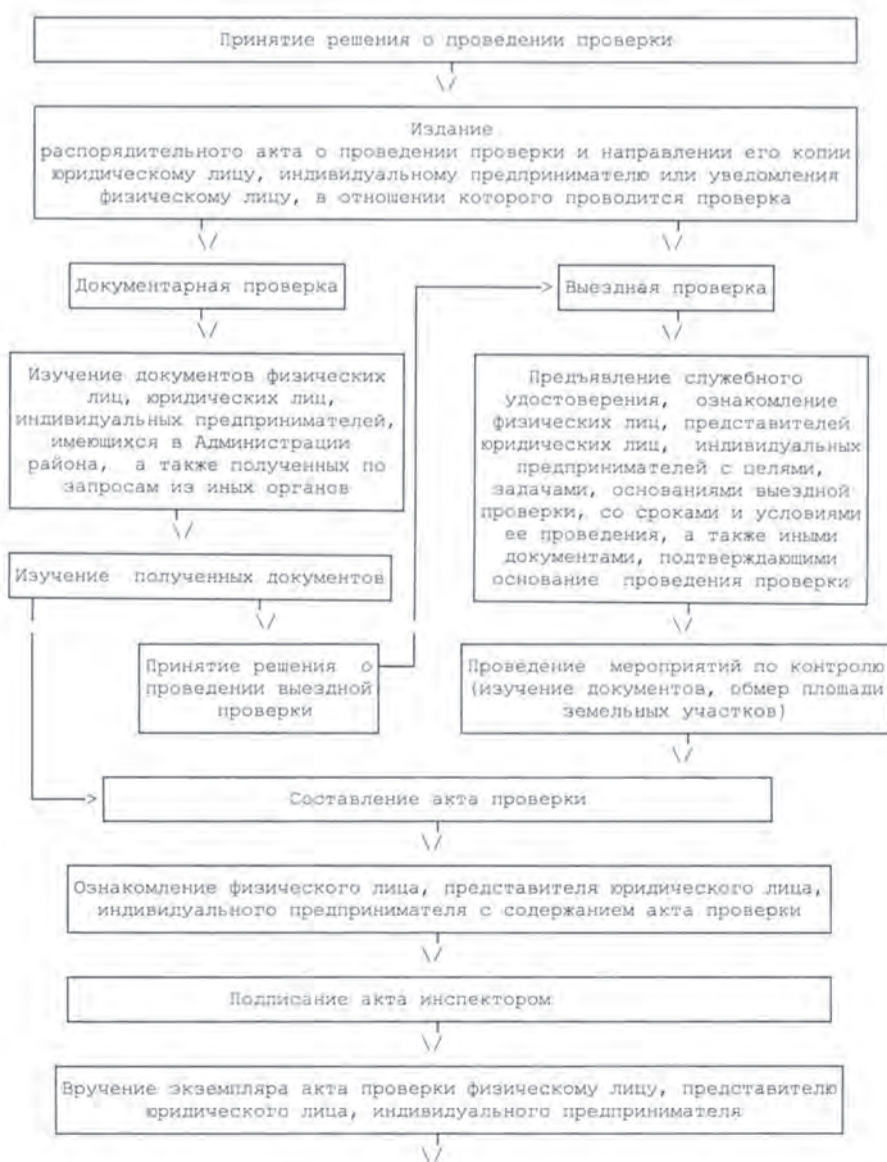 Принятие решения о проведении проверки
\/
Издание
распорядительного акта о проведении проверки и направлении его копии
юридическому лицу, индивидуальному предпринимателю или уведомления
физическому лицу, в отношении которого проводится проверка
\/ \/
Документарная проверка
> Выездная проверка
\/ \/
Изучение документов физических
лиц, юридических лиц,
индивидуальных предпринимателей,
имеющихся в Администрации
района, а также полученных по
запросам из иных органов
\/
Изучение полученных документов
\/
Принятие решения о
проведении выездной
проверки
Предъявление служебного
удостоверения, ознакомление
физических лиц, представителей
юридических лиц, индивидуальных
предпринимателей с целями,
задачами, основаниями выездной
проверки, со сроками и условиями
ее проведения, а также иными
документами, подтверждающими
основание проведения проверки
\/
Проведение мероприятий по контролю
(изучение документов, обмер площади
земельных участков)
\/
> Составление акта проверки
\/
Ознакомление физического лица, представителя юридического лица,
индивидуального предпринимателя с содержанием акта проверки
\/
Подписание акта инспектором
\/
Вручение экземпляра акта проверки физическому лицу, представителю
юридического лица, индивидуального предпринимателя
\/